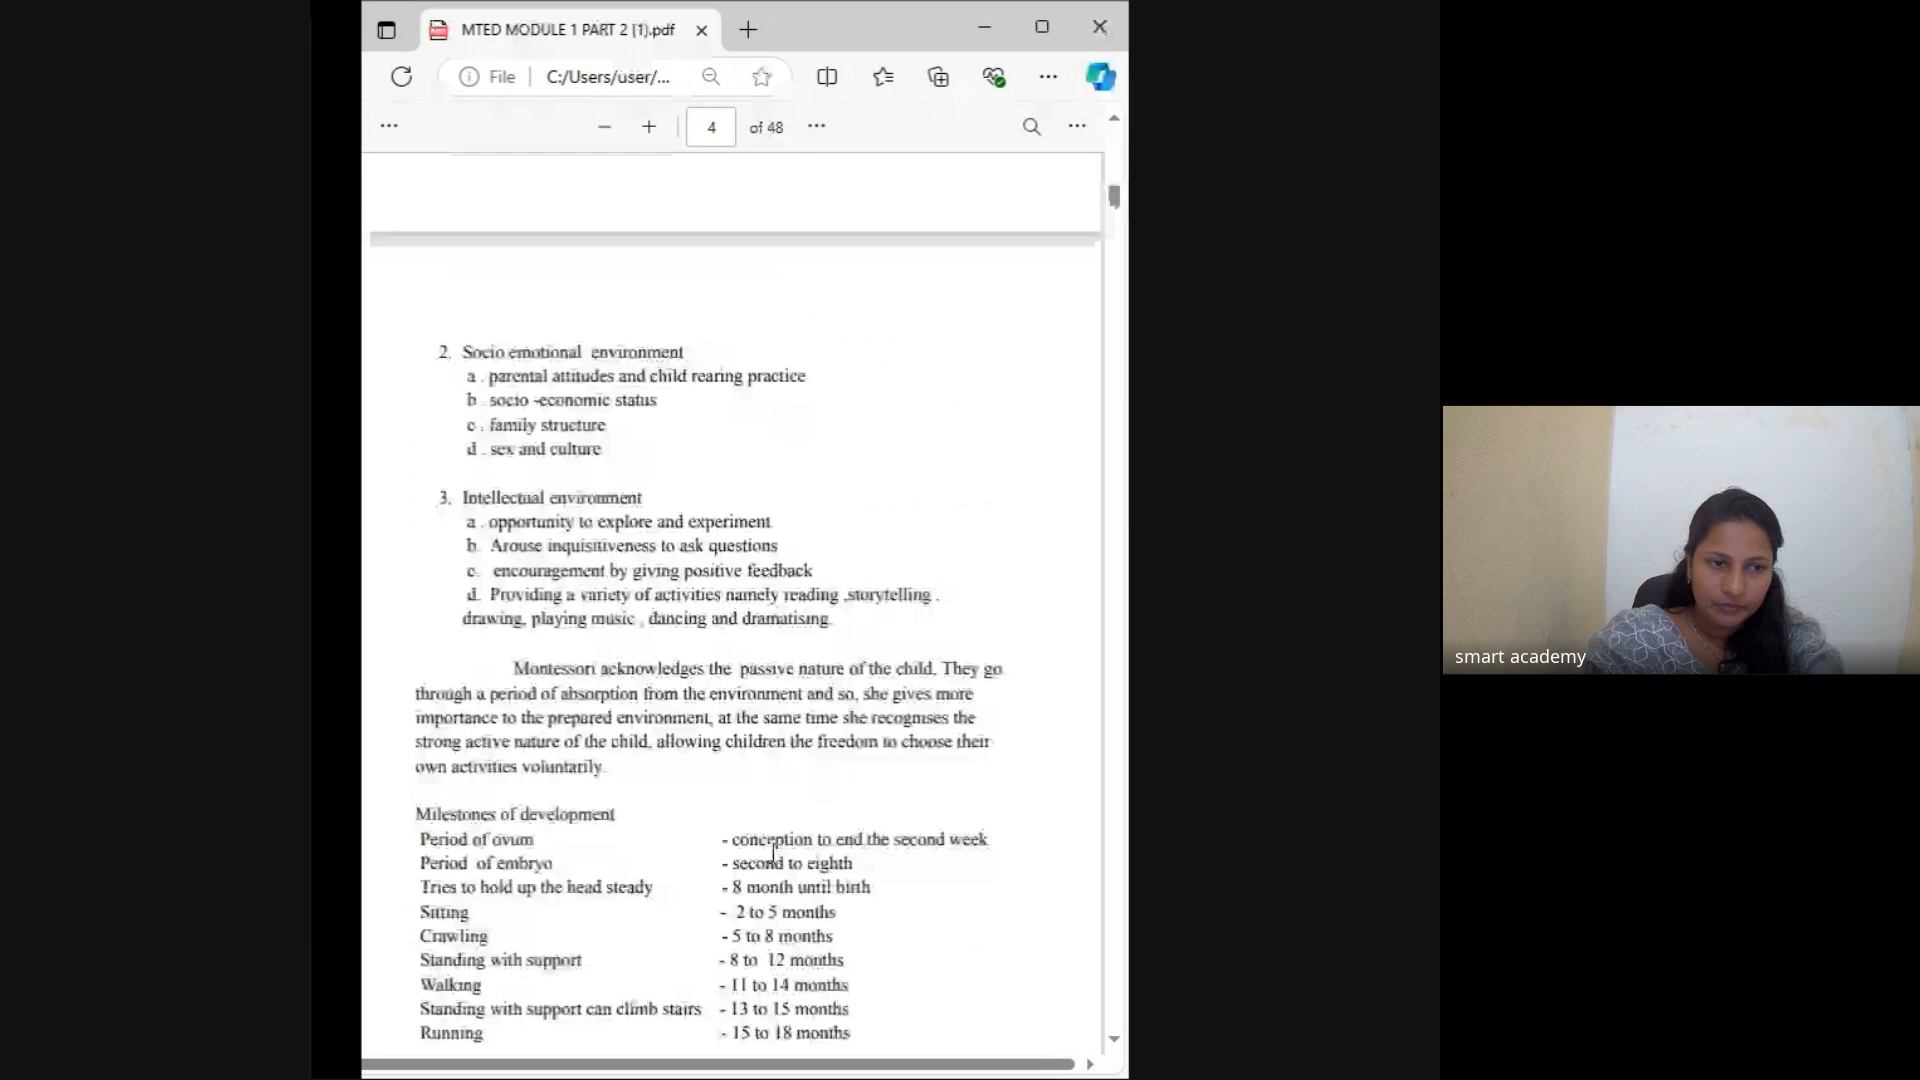 MTED MODULE 1 PART 2 (1).pdf
File
C:/Users/user/...
4 of 48
2. Socio emotional environment
a . parental attitudes and child rearing practice
b . socio -economic status
c . family structure
d . sex and culture
3. Intellectual environment
a . opportunity to explore and experiment
b. Arouse inquisitiveness to ask questions
c. encouragement by giving positive feedback
d. Providing a variety of activities namely reading ,storytelling ,
drawing, playing music , dancing and dramatising.
Montessori acknowledges the passive nature of the child. They go
through a period of absorption from the environment and so, she gives more
importance to the prepared environment, at the same time she recognises the
strong active nature of the child, allowing children the freedom to choose their
own activities voluntarily.
Milestones of development
Period of ovum - conception to end the second week
Period of embryo - second to eighth
Tries to hold up the head steady - 8 month until birth
Sitting - 2 to 5 months
Crawling - 5 to 8 months
Standing with support - 8 to 12 months
Walking - 11 to 14 months
Standing with support can climb stairs - 13 to 15 months
Running - 15 to 18 months
smart academy